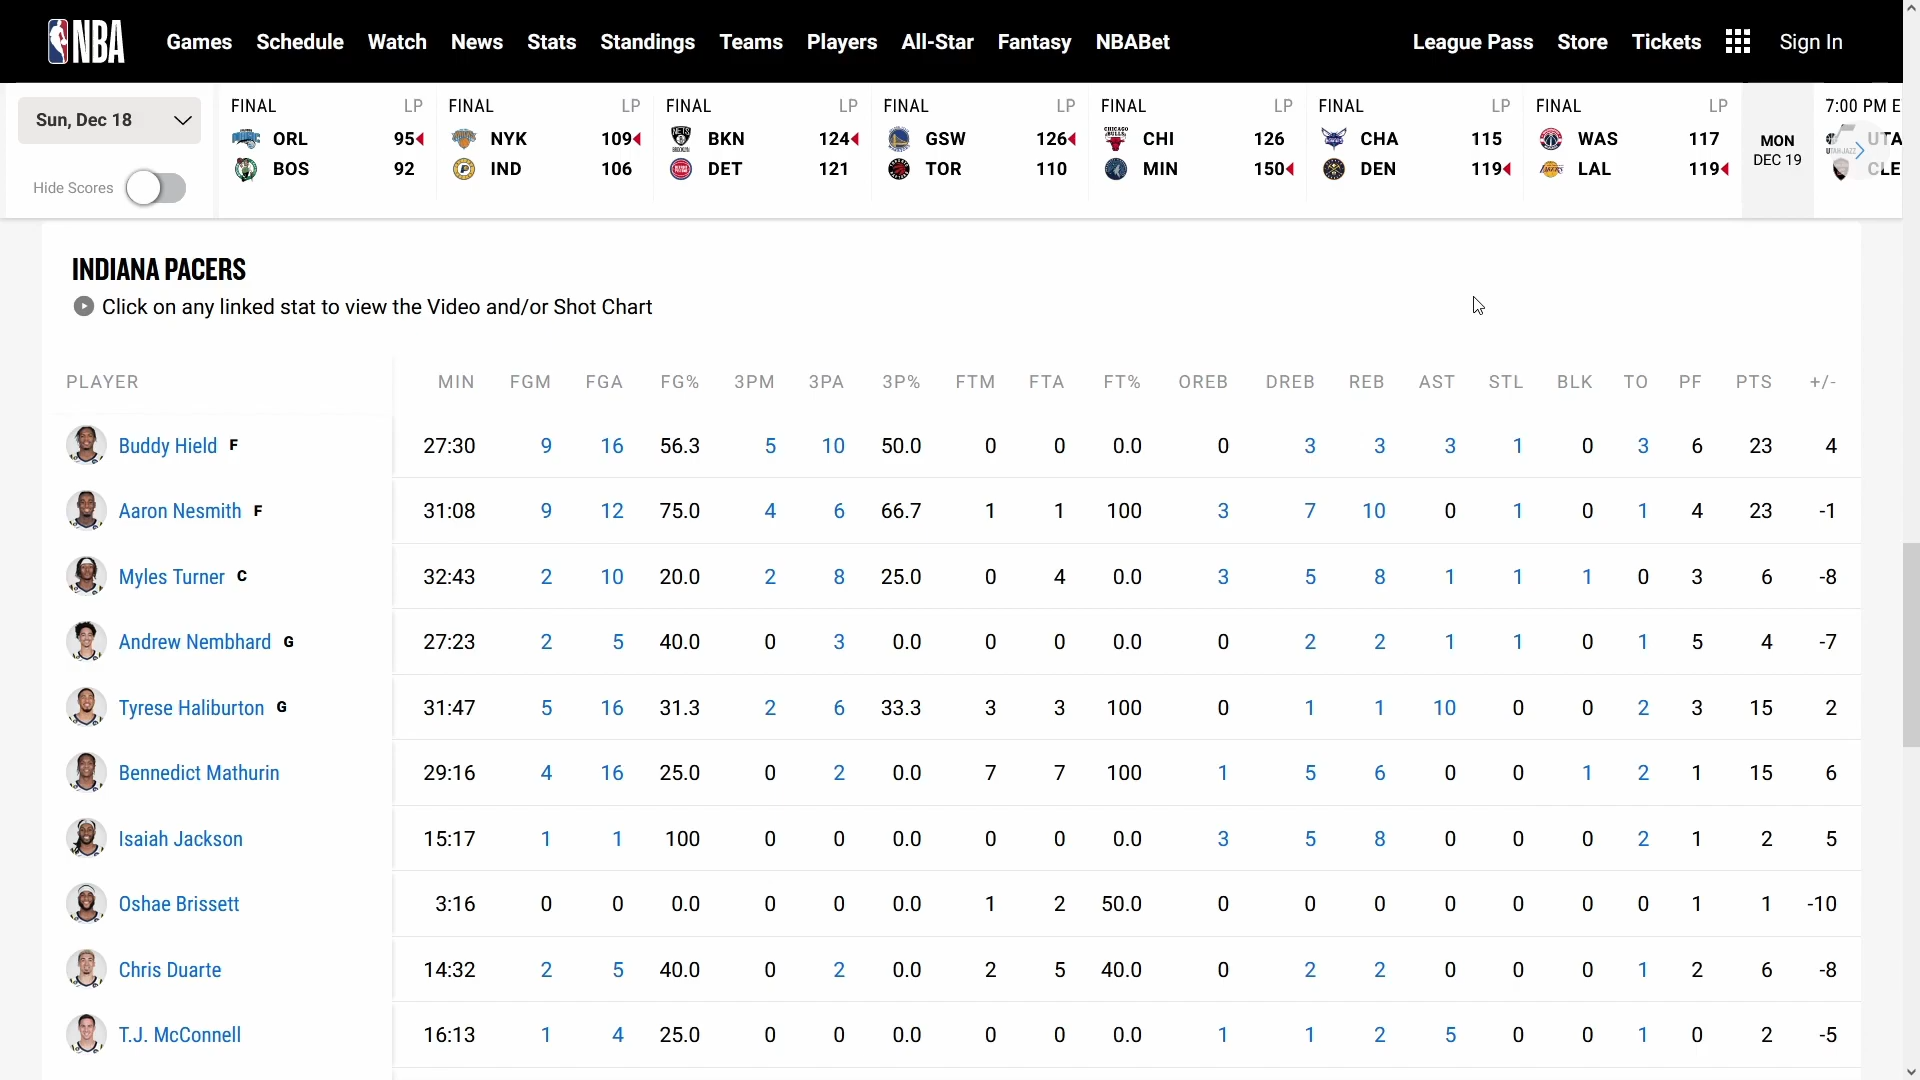 NBA Games Schedule Watch News Stats Standings Teams Players All-Star Fantasy NBABet League Pass Store Tickets Sign In
Sun, Dec 18
Hide Scores
FINAL LP
ORL 95
BOS 92
FINAL LP
NYK 109
IND 106
FINAL LP
BKN 124
DET 121
FINAL LP
GSW 126
TOR 110
FINAL LP
CHI 126
MIN 150
FINAL LP
CHA 115
DEN 119
FINAL LP
WAS 117
LAL 119
MON
DEC 19
7:00 PM E
UTA
CLE
INDIANA PACERS
Click on any linked stat to view the Video and/or Shot Chart
PLAYER MIN FGM FGA FG% 3PM 3PA 3P% FTM FTA FT% OREB DREB REB AST STL BLK TO PF PTS +/-
Buddy Hield F 27:30 9 16 56.3 5 10 50.0 0 0 0.0 0 3 3 3 1 0 3 6 23 4
Aaron Nesmith F 31:08 9 12 75.0 4 6 66.7 1 1 100 3 7 10 0 1 0 1 4 23 -1
Myles Turner C 32:43 2 10 20.0 2 8 25.0 0 4 0.0 3 5 8 1 1 1 0 3 6 -8
Andrew Nembhard G 27:23 2 5 40.0 0 3 0.0 0 0 0.0 0 2 2 1 1 0 1 5 4 -7
Tyrese Haliburton G 31:47 5 16 31.3 2 6 33.3 3 3 100 0 1 1 10 0 0 2 3 15 2
Bennedict Mathurin 29:16 4 16 25.0 0 2 0.0 7 7 100 1 5 6 0 0 1 2 1 15 6
Isaiah Jackson 15:17 1 1 100 0 0 0.0 0 0 0.0 3 5 8 0 0 0 2 1 2 5
Oshae Brissett 3:16 0 0 0.0 0 0 0.0 1 2 50.0 0 0 0 0 0 0 0 1 1 -10
Chris Duarte 14:32 2 5 40.0 0 2 0.0 2 5 40.0 0 2 2 0 0 0 1 2 6 -8
T.J. McConnell 16:13 1 4 25.0 0 0 0.0 0 0 0.0 1 1 2 5 0 0 1 0 2 -5